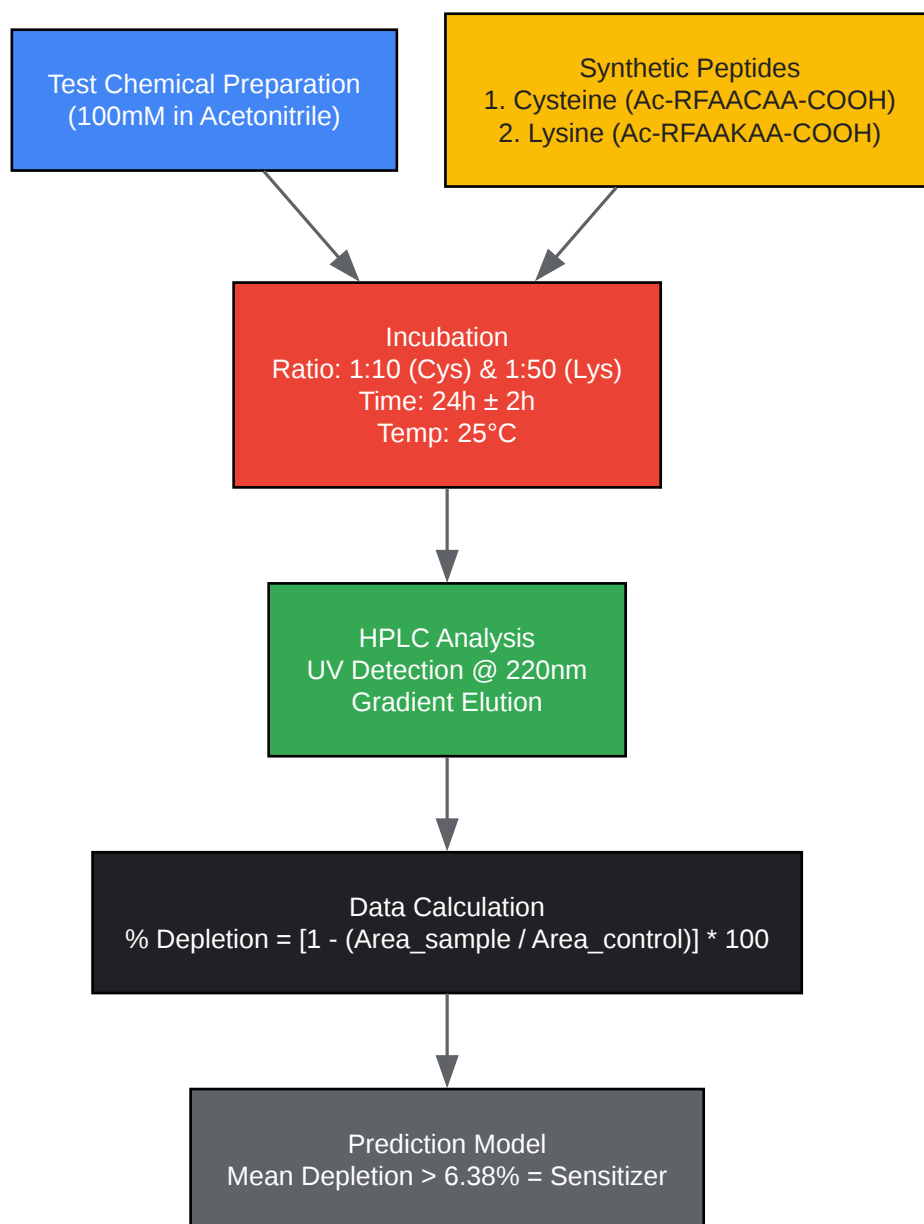 Test Chemical Preparation
(100mM in Acetonitrile)
Synthetic Peptides
1. Cysteine (Ac-RFAACAA-COOH)
2. Lysine (Ac-RFAAKAA-COOH)
Incubation
Ratio: 1:10 (Cys) & 1:50 (Lys)
Time: 24h ± 2h
Temp: 25°C
HPLC Analysis
UV Detection @ 220nm
Gradient Elution
Data Calculation
% Depletion = [1 - (Area_sample / Area_control)] * 100
Prediction Model
Mean Depletion > 6.38% = Sensitizer